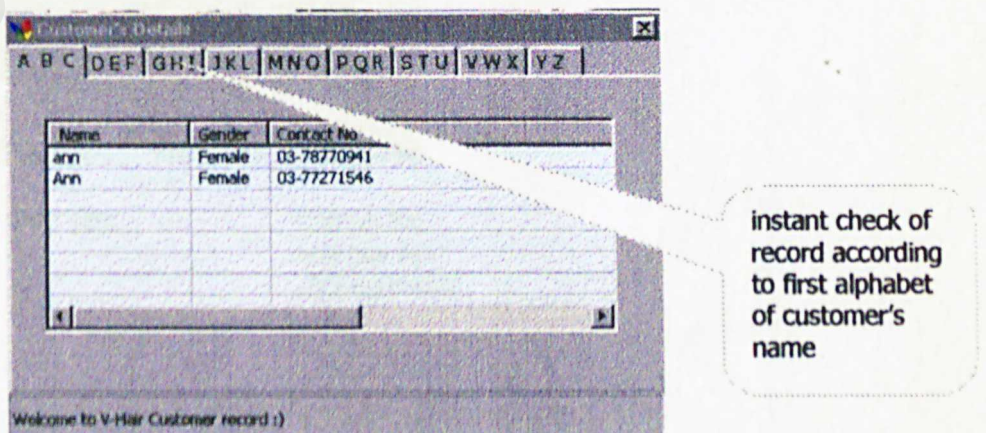 Customer's Details
A B C DEF GHI JKL MNO PQR STU VWX YZ
Name Gender Contact No
ann Female 03-78770941
Ann Female 03-77271546
instant check of
record according
to first alphabet
of customer's
name
Welcome to V-Hair Customer record :)